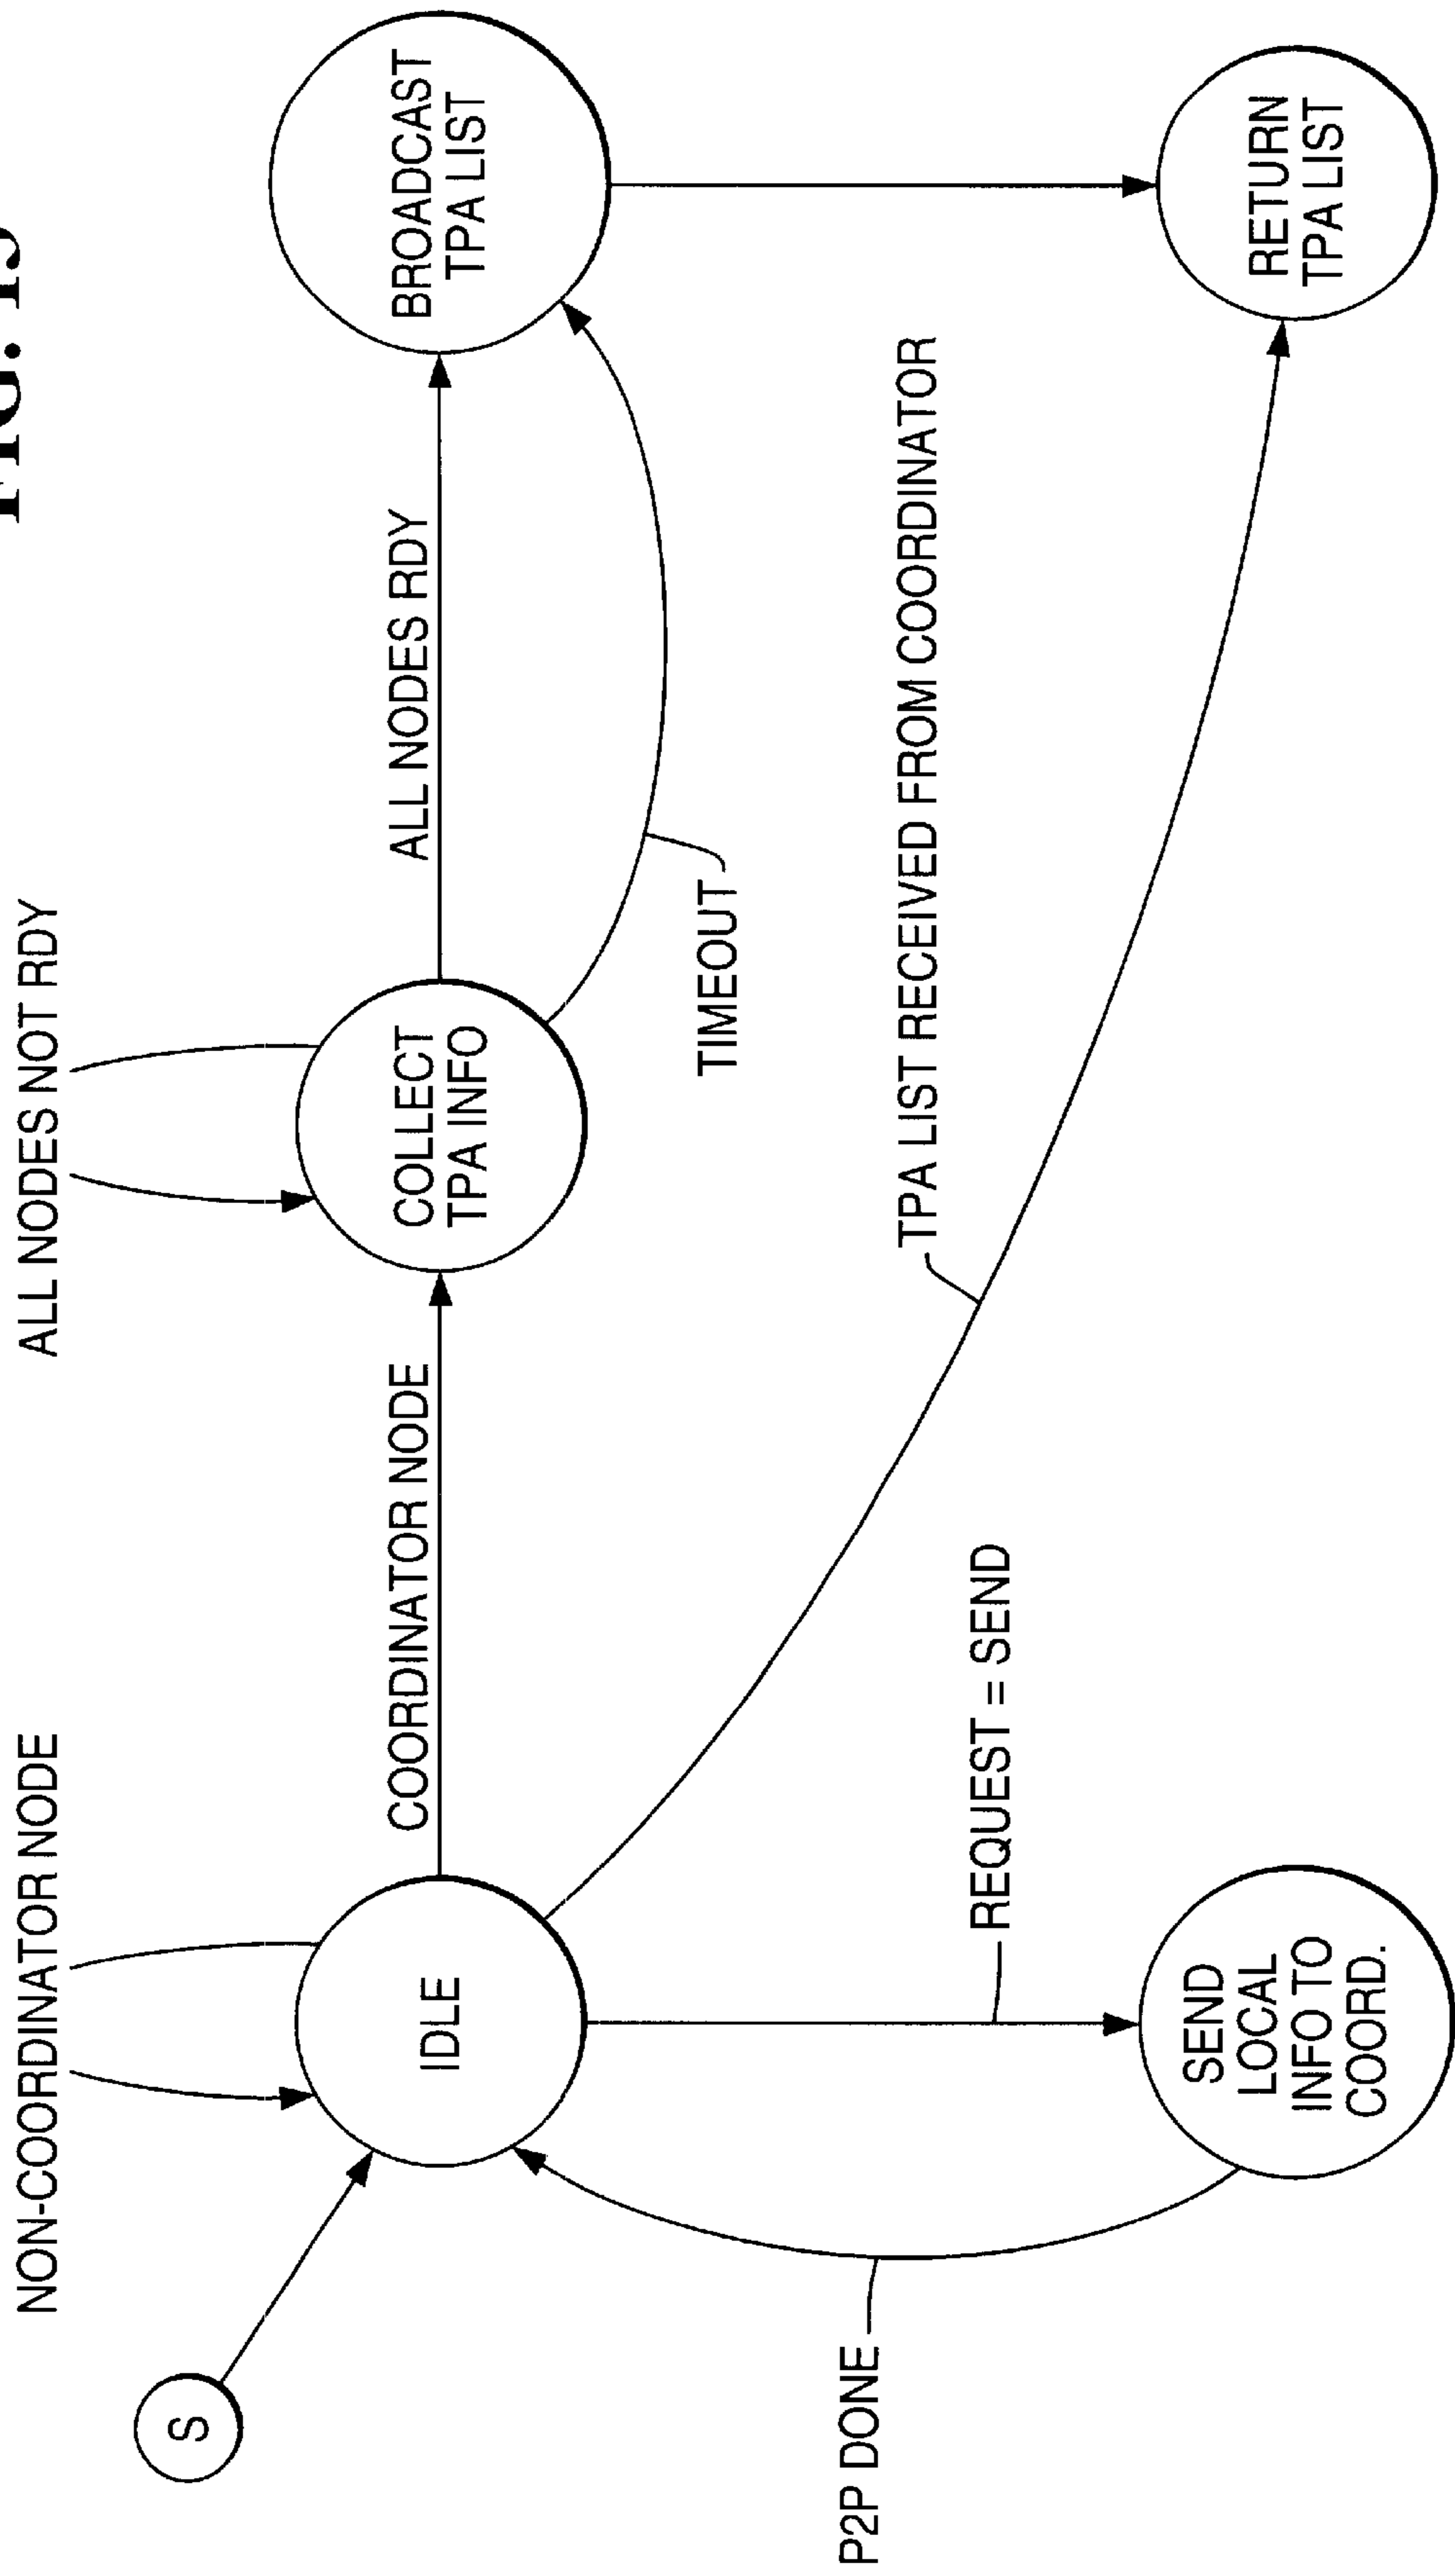 FIG.
NON-COORDINATOR NODE
ALL NODES NOT RDY
S
IDLE
COORDINATOR NODE
COLLECT
TPA INFO
ALL NODES RDY
BROADCAST
TPA LIST
TIMEOUT
P2P DONE
REQUEST = SEND
TPA LIST RECEIVED FROM COORDINATOR
SEND
LOCAL
INFO TO
COORD.
RETURN
TPA LIST